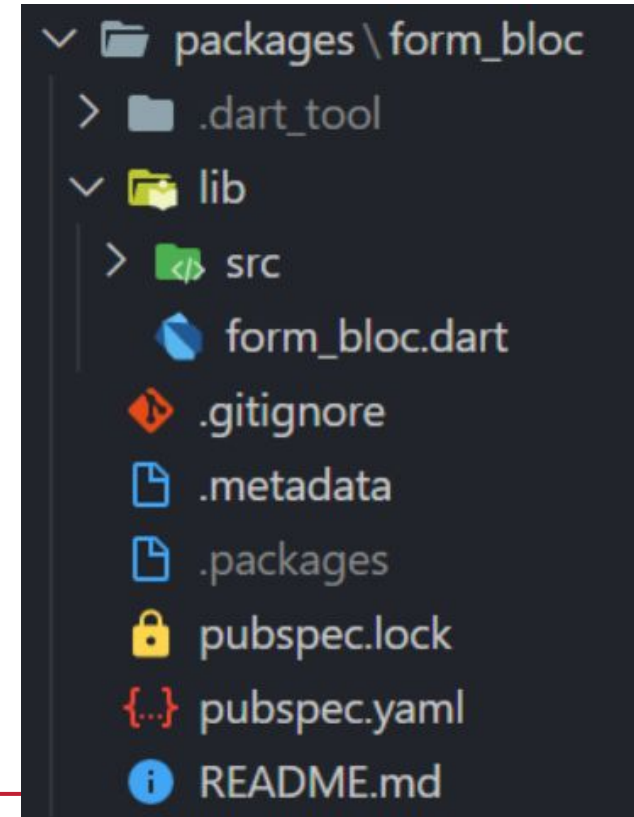 packages\form_bloc
.dart_tool
lib
src
form_bloc.dart
.gitignore
.metadata
.packages
pubspec.lock
pubspec.yaml
README.md